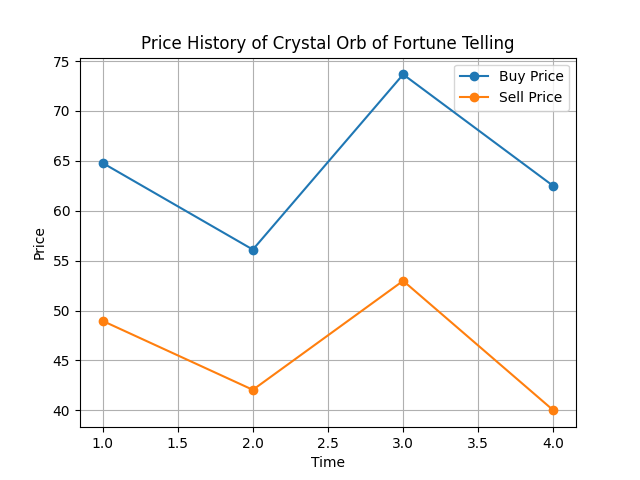 Price History of Crystal Orb of Fortune Telling
Buy Price
Sell Price
75
70
65
60
55
50
45
40
Price
1.0 1.5 2.0 2.5 3.0 3.5 4.0
Time